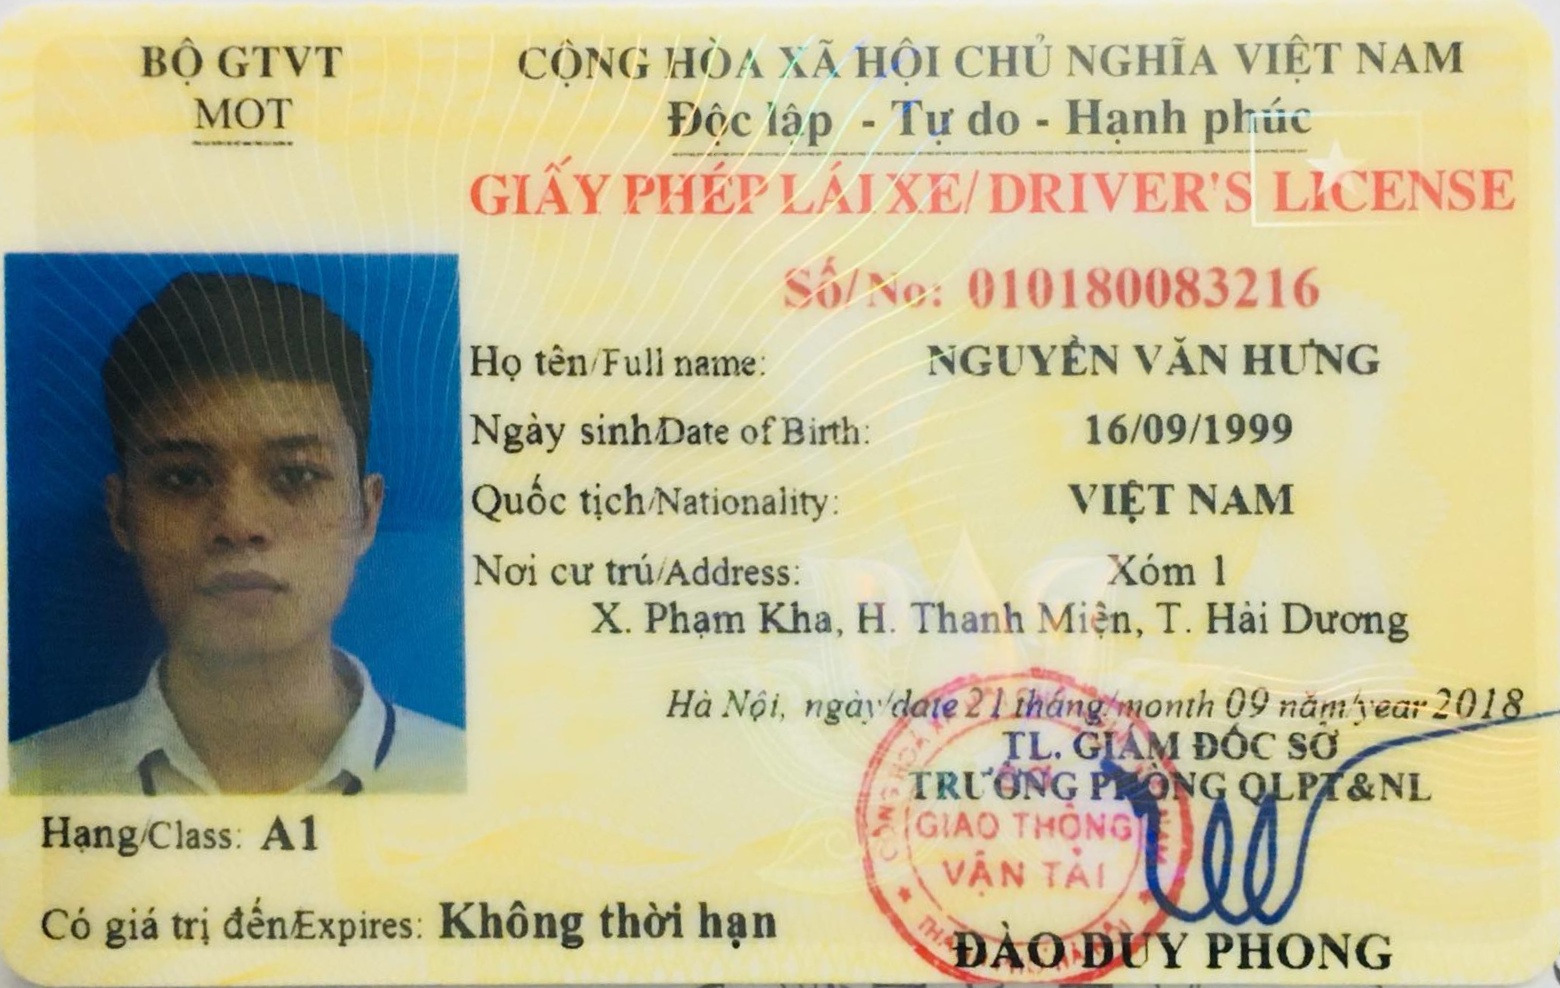 BỘ GTVT
MOT
CỘNG HÒA XÃ HỘI CHỦ NGHĨA VIỆT NAM
Độc lập - Tự do - Hạnh phúc
GIẤY PHÉP LÁI XE/ DRIVER'S LICENSE
Số/No: 010180083216
Họ tên/Full name: NGUYỄN VĂN HƯNG
Ngày sinh/Date of Birth: 16/09/1999
Quốc tịch/Nationality: VIỆT NAM
Nơi cư trú/Address: Xóm 1
X. Phạm Kha, H. Thanh Miện, T. Hải Dương
Hà Nội, ngày/date 21 tháng/month 09 năm/year 2018
TL. GIÁM ĐỐC SỞ
TRƯỞNG PHÒNG QLPT&NL
GIAO THÔNG
VẬN TẢI
ĐÀO DUY PHONG
Hạng/Class: A1
Có giá trị đến/Expires: Không thời hạn